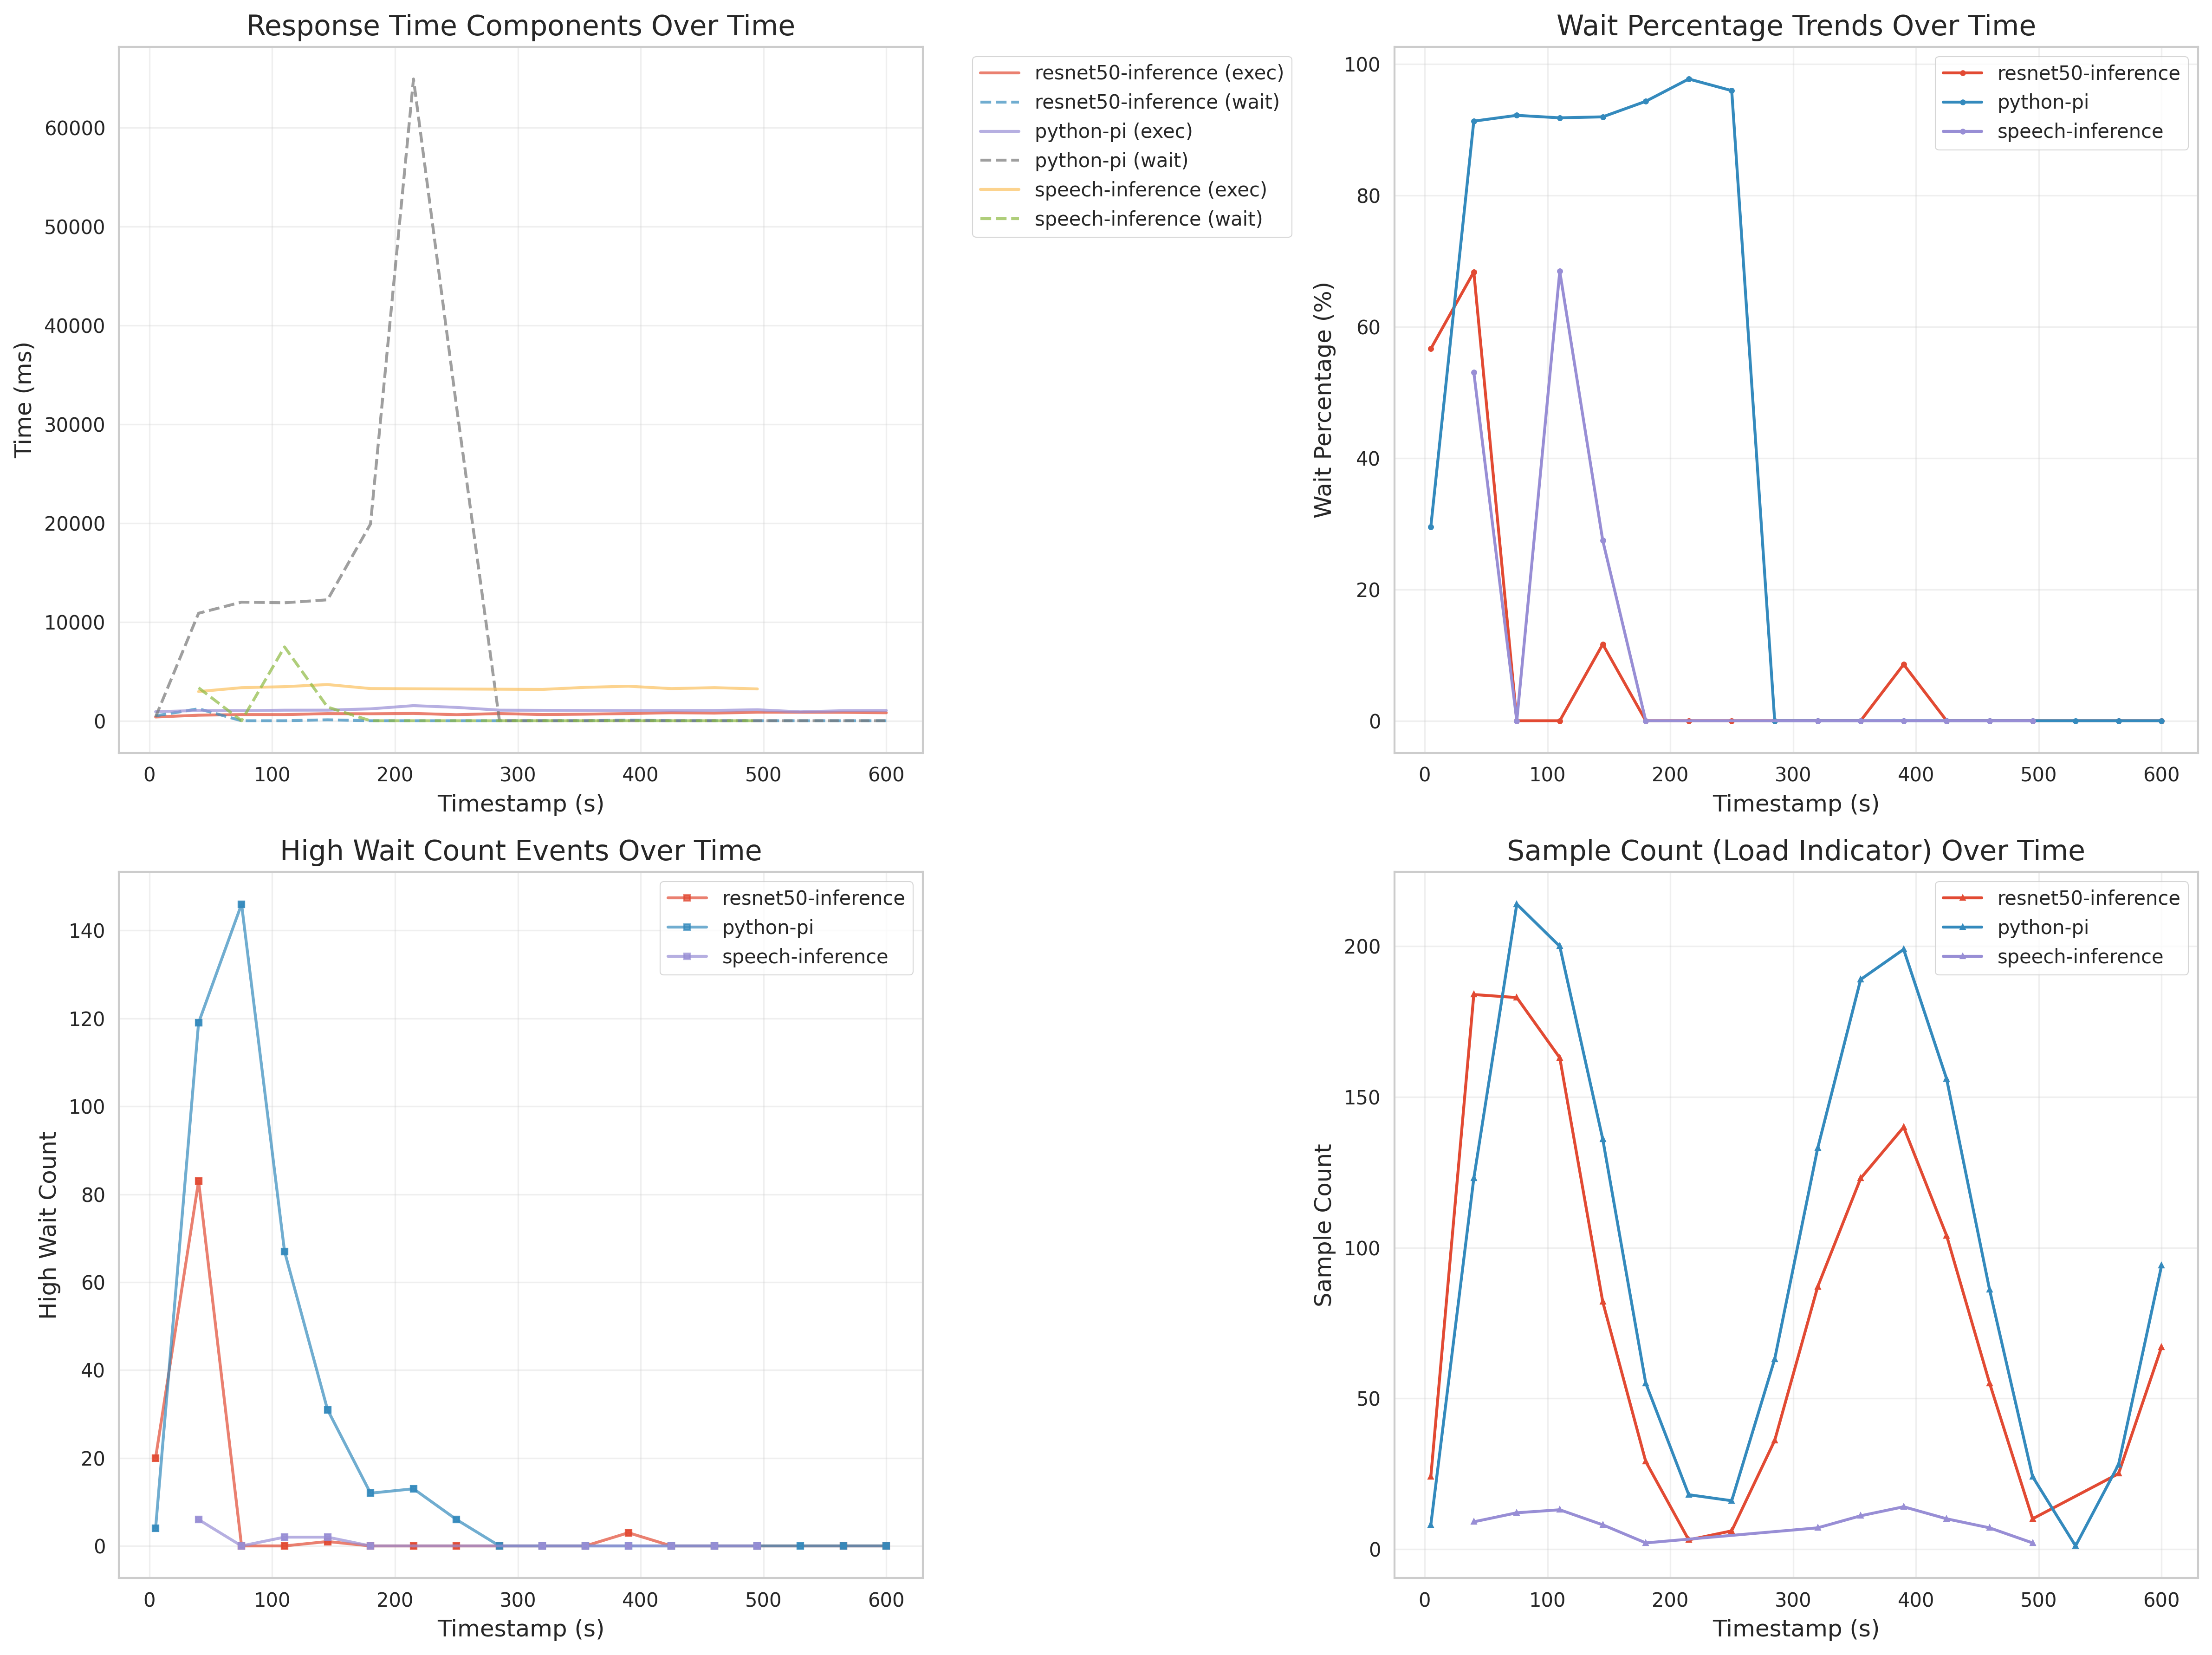 Response Time Components Over Time
Time (ms)
60000
50000
40000
30000
20000
10000
0
0 100 200 300 400 500 600
Timestamp (s)
resnet50-inference (exec)
resnet50-inference (wait)
python-pi (exec)
python-pi (wait)
speech-inference (exec)
speech-inference (wait)
Wait Percentage Trends Over Time
Wait Percentage (%)
100
80
60
40
20
0
0 100 200 300 400 500 600
Timestamp (s)
resnet50-inference
python-pi
speech-inference
High Wait Count Events Over Time
High Wait Count
140
120
100
80
60
40
20
0
0 100 200 300 400 500 600
Timestamp (s)
resnet50-inference
python-pi
speech-inference
Sample Count (Load Indicator) Over Time
Sample Count
200
150
100
50
0
0 100 200 300 400 500 600
Timestamp (s)
resnet50-inference
python-pi
speech-inference